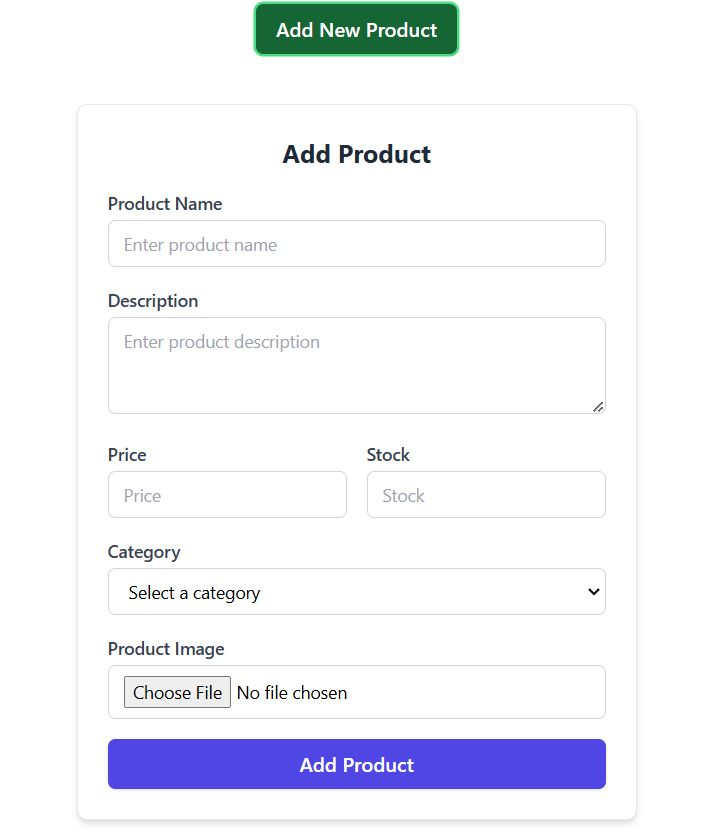 Add New Product
Add Product
Product Name
Enter product name
Description
Enter product description
Price Stock
Price Stock
Category
Select a category
Product Image
Choose File No file chosen
Add Product